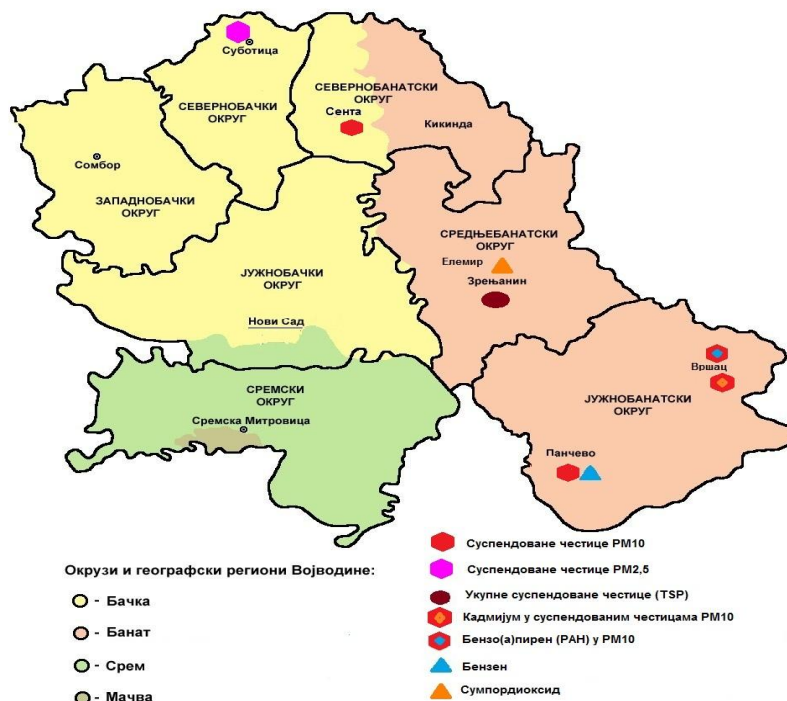 Суботица
СЕВЕРНОБАЧКИ
ОКРУГ
СЕВЕРНОБАНАТСКИ
ОКРУГ
Сента
Кикинда
Сомбор
ЗАПАДНОБАЧКИ
ОКРУГ
СРЕДЊЕБАНАТСКИ
ОКРУГ
Елемир
Зрењанин
ЈУЖНОБАЧКИ
ОКРУГ
Нови Сад
Вршац
ЈУЖНОБАНАТСКИ
ОКРУГ
СРЕМСКИ
ОКРУГ
Сремска Митровица
Панчево
Окрузи и географски региони Војводине:
- Бачка
- Банат
- Срем
- Мачва
Суспендоване честице PM10
Суспендоване честице PM2,5
Укупне суспендоване честице (TSP)
Кадмијум у суспендованим честицама PM10
Бензо(а)пирен (PAH) у PM10
Бензен
Сумпордиоксид